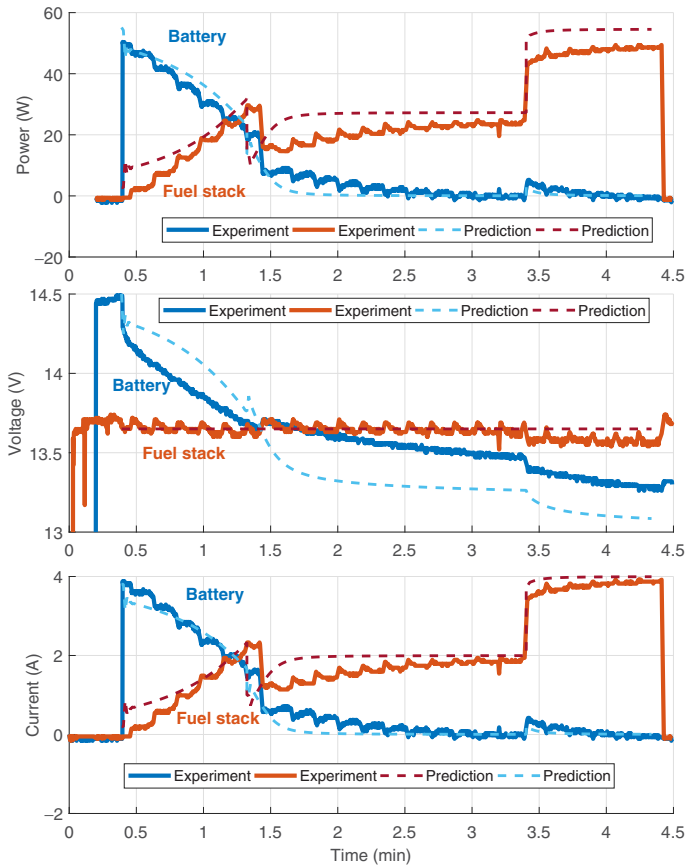 60
40
20
0
−20
Power (W)
Battery
Fuel stack
Experiment Experiment Prediction Prediction
0 0.5 1 1.5 2 2.5 3 3.5 4 4.5
14.5
14
13.5
13
Voltage (V)
Experiment Experiment Prediction Prediction
Battery
Fuel stack
0 0.5 1 1.5 2 2.5 3 3.5 4 4.5
4
2
0
−2
Current (A)
Battery
Fuel stack
Experiment Experiment Prediction Prediction
0 0.5 1 1.5 2 2.5 3 3.5 4 4.5
Time (min)